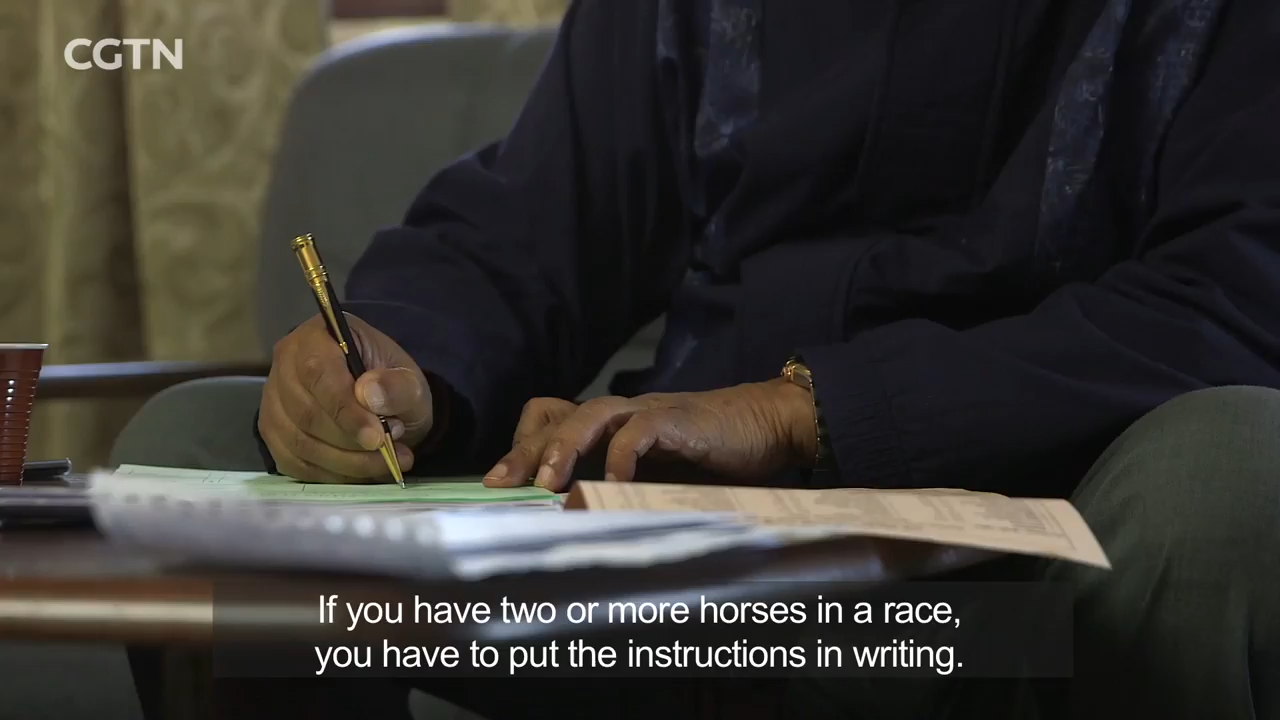 CGTN
If you have two or more horses in a race,
you have to put the instructions in writing.